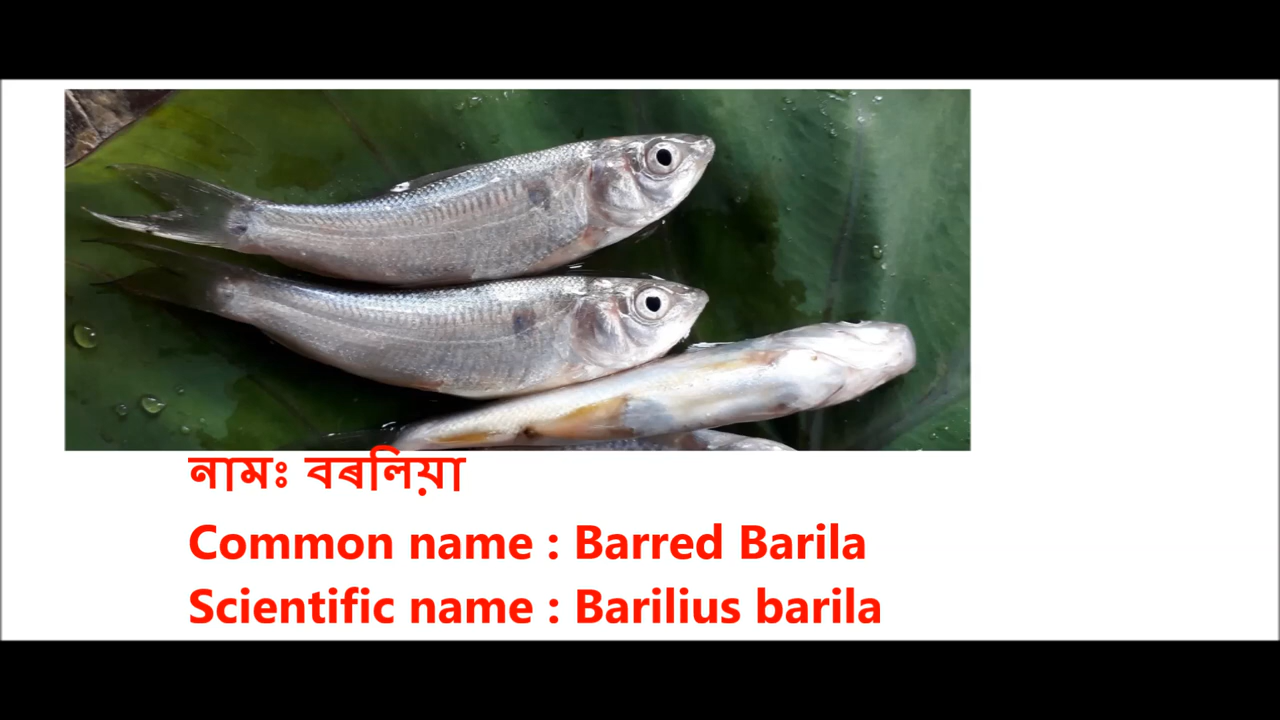 নামঃ বৰলিয়া
Common name : Barred Barila
Scientific name : Barilius barila